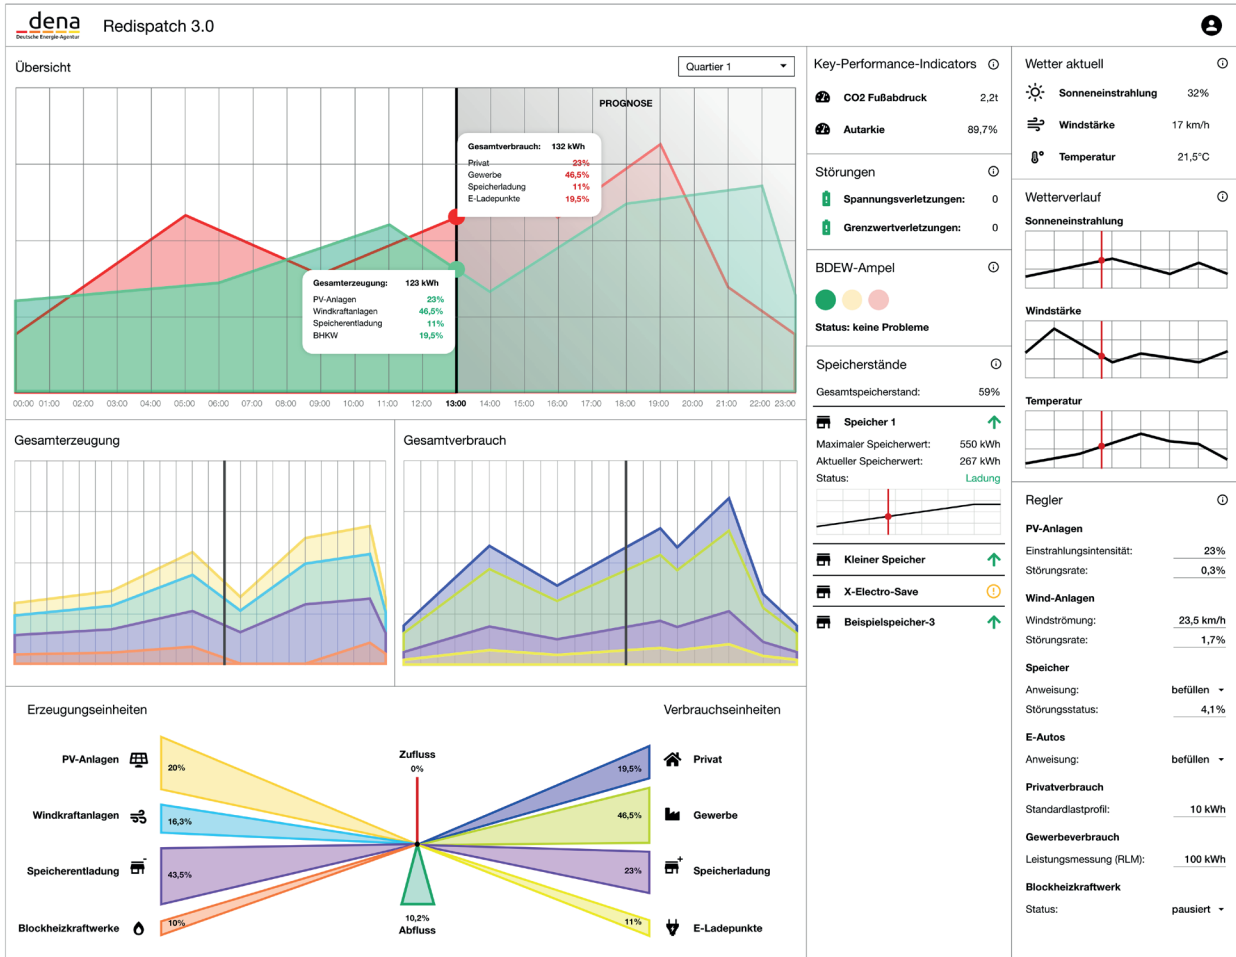 dena
Deutsche Energie-Agentur
Redispatch 3.0
Übersicht
Quartier 1
PROGNOSE
Gesamtverbrauch: 132 kWh
Privat 23%
Gewerbe 46,5%
Speicherladung 11%
E-Ladepunkte 19,5%
Gesamterzeugung: 123 kWh
PV-Anlagen 23%
Windkraftanlagen 46,5%
Speicherentladung 11%
BHKW 19,5%
00:00 01:00 02:00 03:00 04:00 05:00 06:00 07:00 08:00 09:00 10:00 11:00 12:00 13:00 14:00 15:00 16:00 17:00 18:00 19:00 20:00 21:00 22:00 23:00
Gesamterzeugung
Gesamtverbrauch
Erzeugungseinheiten
Verbrauchseinheiten
PV-Anlagen
20%
Windkraftanlagen
16,3%
Speicherentladung
43,5%
Blockheizkraftwerke
10%
Zufluss
0%
10,2%
Abfluss
19,5%
Privat
46,5%
Gewerbe
23%
Speicherladung
11%
E-Ladepunkte
Key-Performance-Indicators
CO2 Fußabdruck 2,2t
Autarkie 89,7%
Störungen
Spannungsverletzungen: 0
Grenzwertverletzungen: 0
BDEW-Ampel
Status: keine Probleme
Speicherstände
Gesamtspeicherstand: 59%
Speicher 1
Maximaler Speicherwert: 550 kWh
Aktueller Speicherwert: 267 kWh
Status: Ladung
Kleiner Speicher
X-Electro-Save
Beispielspeicher-3
Wetter aktuell
Sonneneinstrahlung 32%
Windstärke 17 km/h
Temperatur 21,5°C
Wetterverlauf
Sonneneinstrahlung
Windstärke
Temperatur
Regler
PV-Anlagen
Einstrahlungsintensität: 23%
Störungsrate: 0,3%
Wind-Anlagen
Windströmung: 23,5 km/h
Störungsrate: 1,7%
Speicher
Anweisung: befüllen
Störungsstatus: 4,1%
E-Autos
Anweisung: befüllen
Privatverbrauch
Standardlastprofil: 10 kWh
Gewerbeverbrauch
Leistungsmessung (RLM): 100 kWh
Blockheizkraftwerk
Status: pausiert